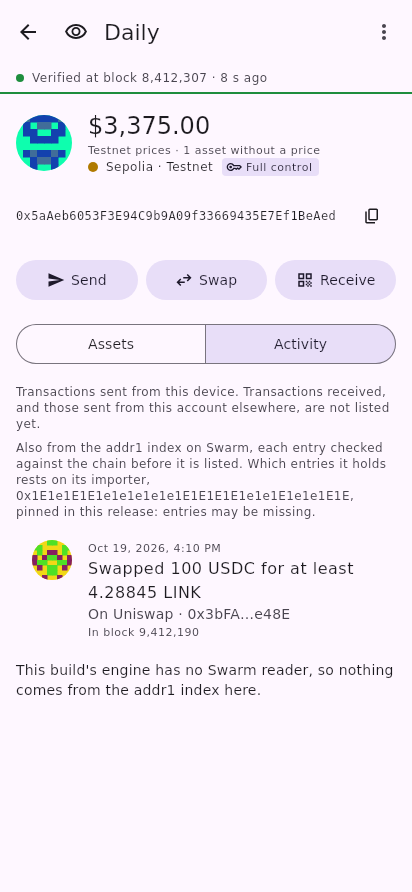 Daily
Verified at block 8,412,307 · 8 s ago
$3,375.00
Testnet prices · 1 asset without a price
Sepolia · Testnet
Full control
0x5aAeb6053F3E94C9b9A09f33669435E7Ef1BeAed
Send
Swap
Receive
Assets
Activity
Transactions sent from this device. Transactions received,
and those sent from this account elsewhere, are not listed
yet.
Also from the addr1 index on Swarm, each entry checked
against the chain before it is listed. Which entries it holds
rests on its importer,
0x1E1e1E1E1e1e1e1e1e1E1E1E1E1e1E1e1e1e1E1E,
pinned in this release: entries may be missing.
Oct 19, 2026, 4:10 PM
Swapped 100 USDC for at least
4.28845 LINK
On Uniswap · 0x3bFA...e48E
In block 9,412,190
This build's engine has no Swarm reader, so nothing
comes from the addr1 index here.